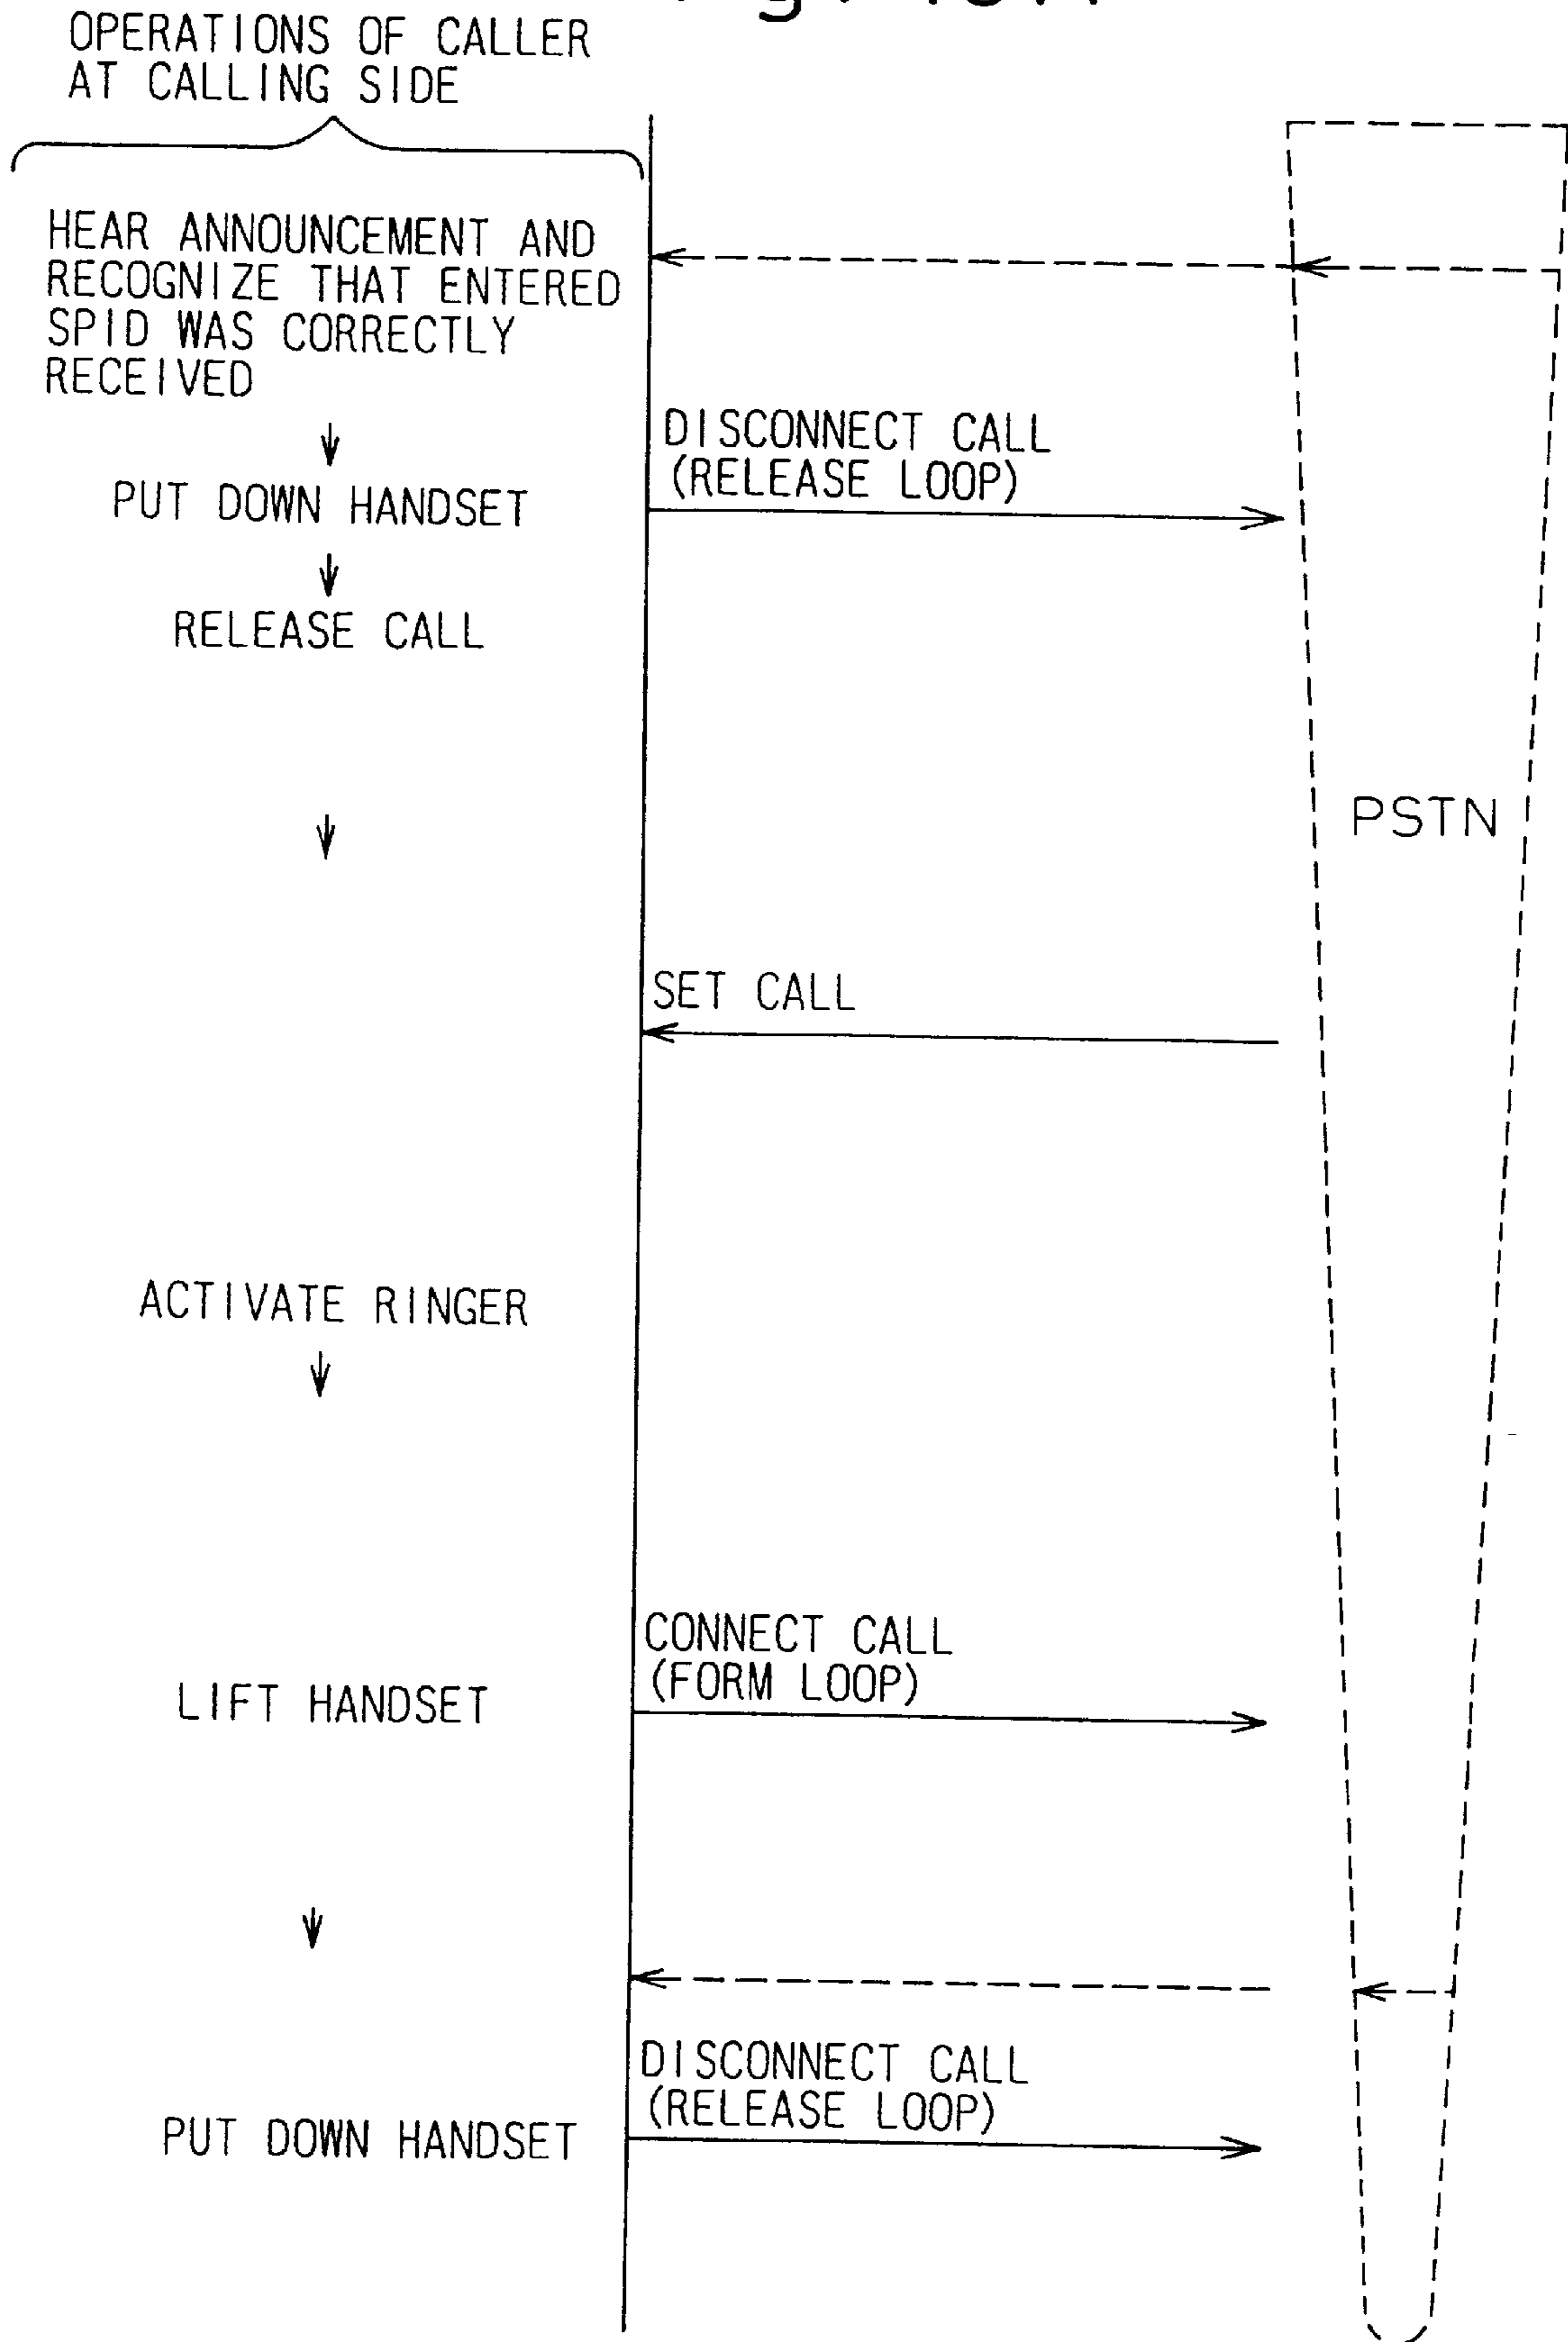 OPERATIONS OF CALLER
AT CALLING SIDE
HEAR ANNOUNCEMENT AND
RECOGNIZE THAT ENTERED
SPID WAS CORRECTLY
RECEIVED
DISCONNECT CALL
(RELEASE LOOP)
PUT DOWN HANDSET
RELEASE CALL
PSTN
SET CALL
ACTIVATE RINGER
CONNECT CALL
(FORM LOOP)
LIFT HANDSET
DISCONNECT CALL
(RELEASE LOOP)
PUT DOWN HANDSET